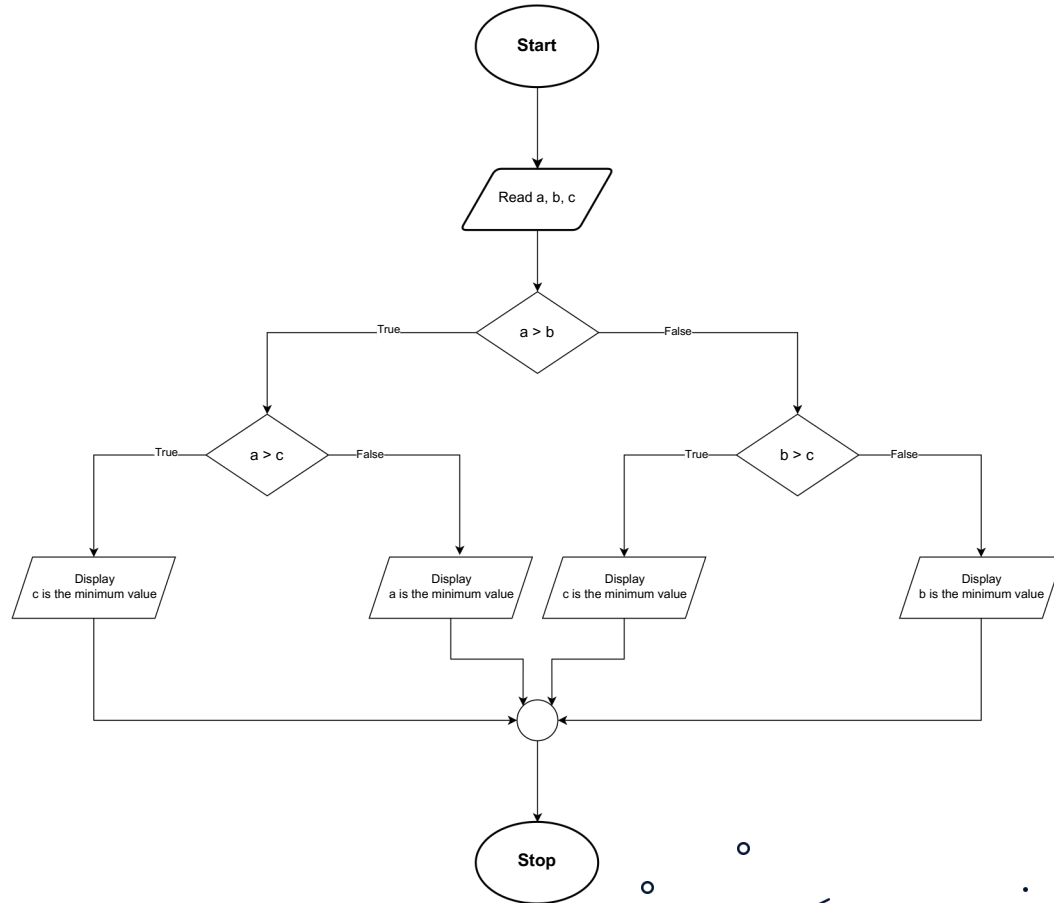 Start
Read a, b, c
a > b
True
False
a > c
True
False
b > c
True
False
Display
c is the minimum value
Display
a is the minimum value
Display
c is the minimum value
Display
b is the minimum value
Stop